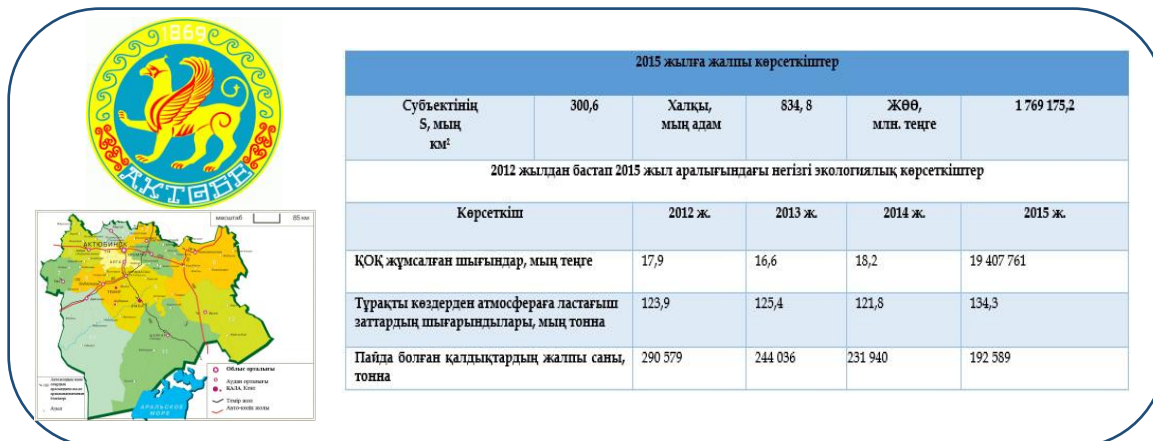 1869
АКТӨБЕ
2015 жылға жалпы көрсеткіштер
Субъектінің S, мың км² 300,6 Халқы, мың адам 834, 8 ЖӨӨ, млн. теңге 1 769 175,2
2012 жылдан бастап 2015 жыл аралығындағы негізгі экологиялық көрсеткіштер
Көрсеткіш 2012 ж. 2013 ж. 2014 ж. 2015 ж.
ҚОҚ жұмсалған шығындар, мың теңге 17,9 16,6 18,2 19 407 761
Тұрақты көздерден атмосфераға ластағыш заттардың шығарындылары, мың тонна 123,9 125,4 121,8 134,3
Пайда болған қалдықтардың жалпы саны, тонна 290 579 244 036 231 940 192 589
масштаб 85 км
АКТЮБИНСК
Облыс орталығы
Аудан орталығы
ҚАЛА, Кент
Темір жол
Авто-көлік жолы
АРАЛЬСКОЕ
МОРЕ